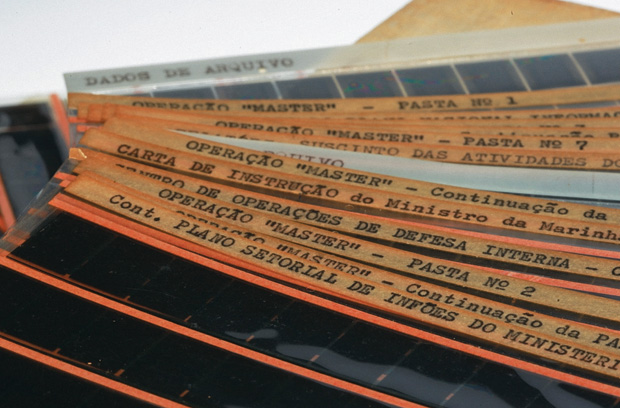 DADOS DE ARQUIVO
OPERAÇÃO "MASTER" - PASTA Nº 1
OPERAÇÃO "MASTER" - PASTA Nº 7
SUSCINTO DAS ATIVIDADES
OPERAÇÃO "MASTER" - Continuação da
CARTA DE INSTRUÇÃO do Ministro da Marinha
DE OPERAÇÕES DE DEFESA INTERNA -
OPERAÇÃO "MASTER" - PASTA Nº 2
"MASTER" - Continuação da
Cont. PLANO SETORIAL DE INFÕES DO